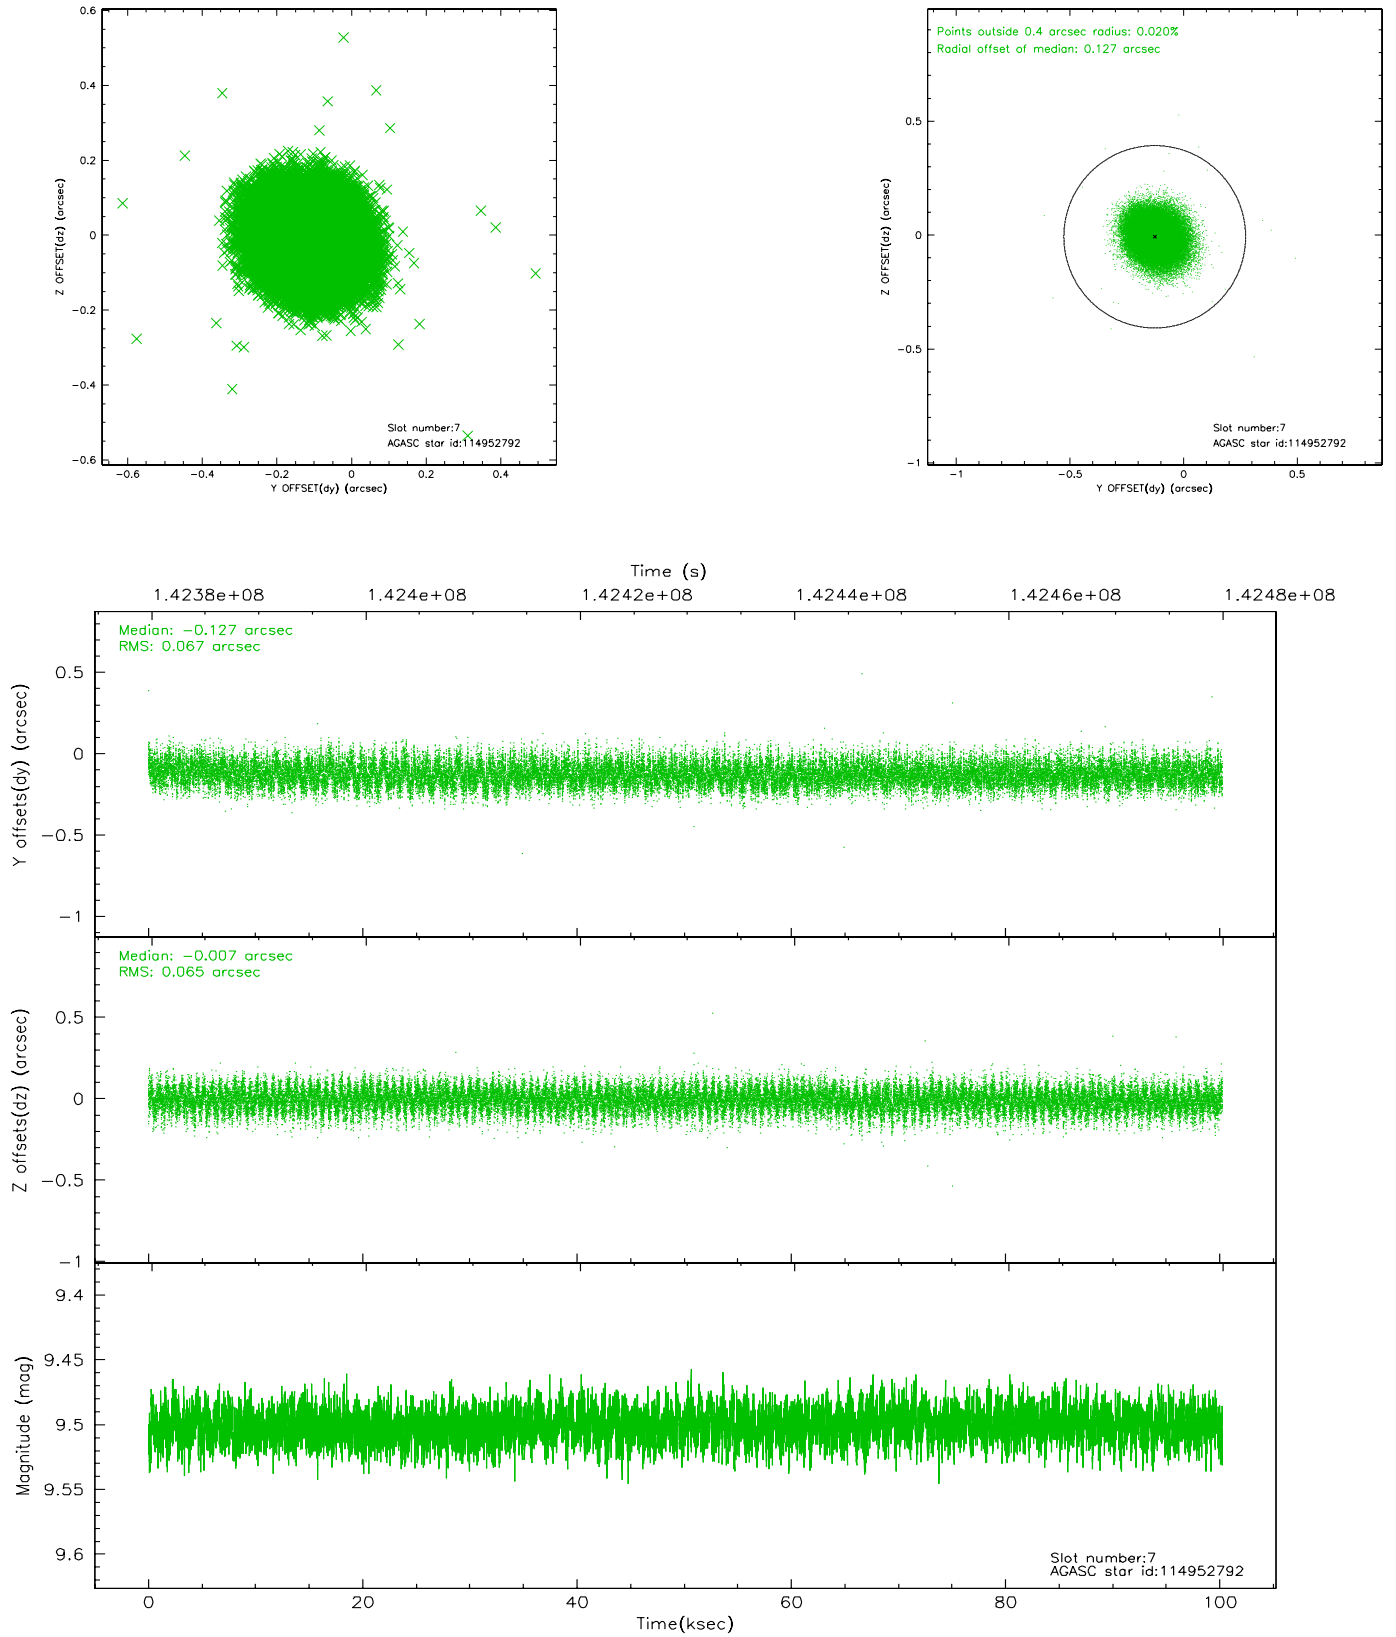 0.6
0.4
0.2
0
-0.2
-0.4
-0.6
Z OFFSET(dz) (arcsec)
Slot number:7
AGASC star id:114952792
-0.6 -0.4 -0.2 0 0.2 0.4
Y OFFSET(dy) (arcsec)
Points outside 0.4 arcsec radius: 0.020%
Radial offset of median: 0.127 arcsec
0.5
0
-0.5
-1
Z OFFSET(dz) (arcsec)
Slot number:7
AGASC star id:114952792
-1 -0.5 0 0.5
Y OFFSET(dy) (arcsec)
Time (s)
1.4238e+08 1.424e+08 1.4242e+08 1.4244e+08 1.4246e+08 1.4248e+08
Median: -0.127 arcsec
RMS: 0.067 arcsec
0.5
0
-0.5
-1
Y offsets(dy) (arcsec)
Median: -0.007 arcsec
RMS: 0.065 arcsec
0.5
0
-0.5
-1
Z offsets(dz) (arcsec)
9.4
9.45
9.5
9.55
9.6
Magnitude (mag)
Slot number:7
AGASC star id:114952792
0 20 40 60 80 100
Time(ksec)